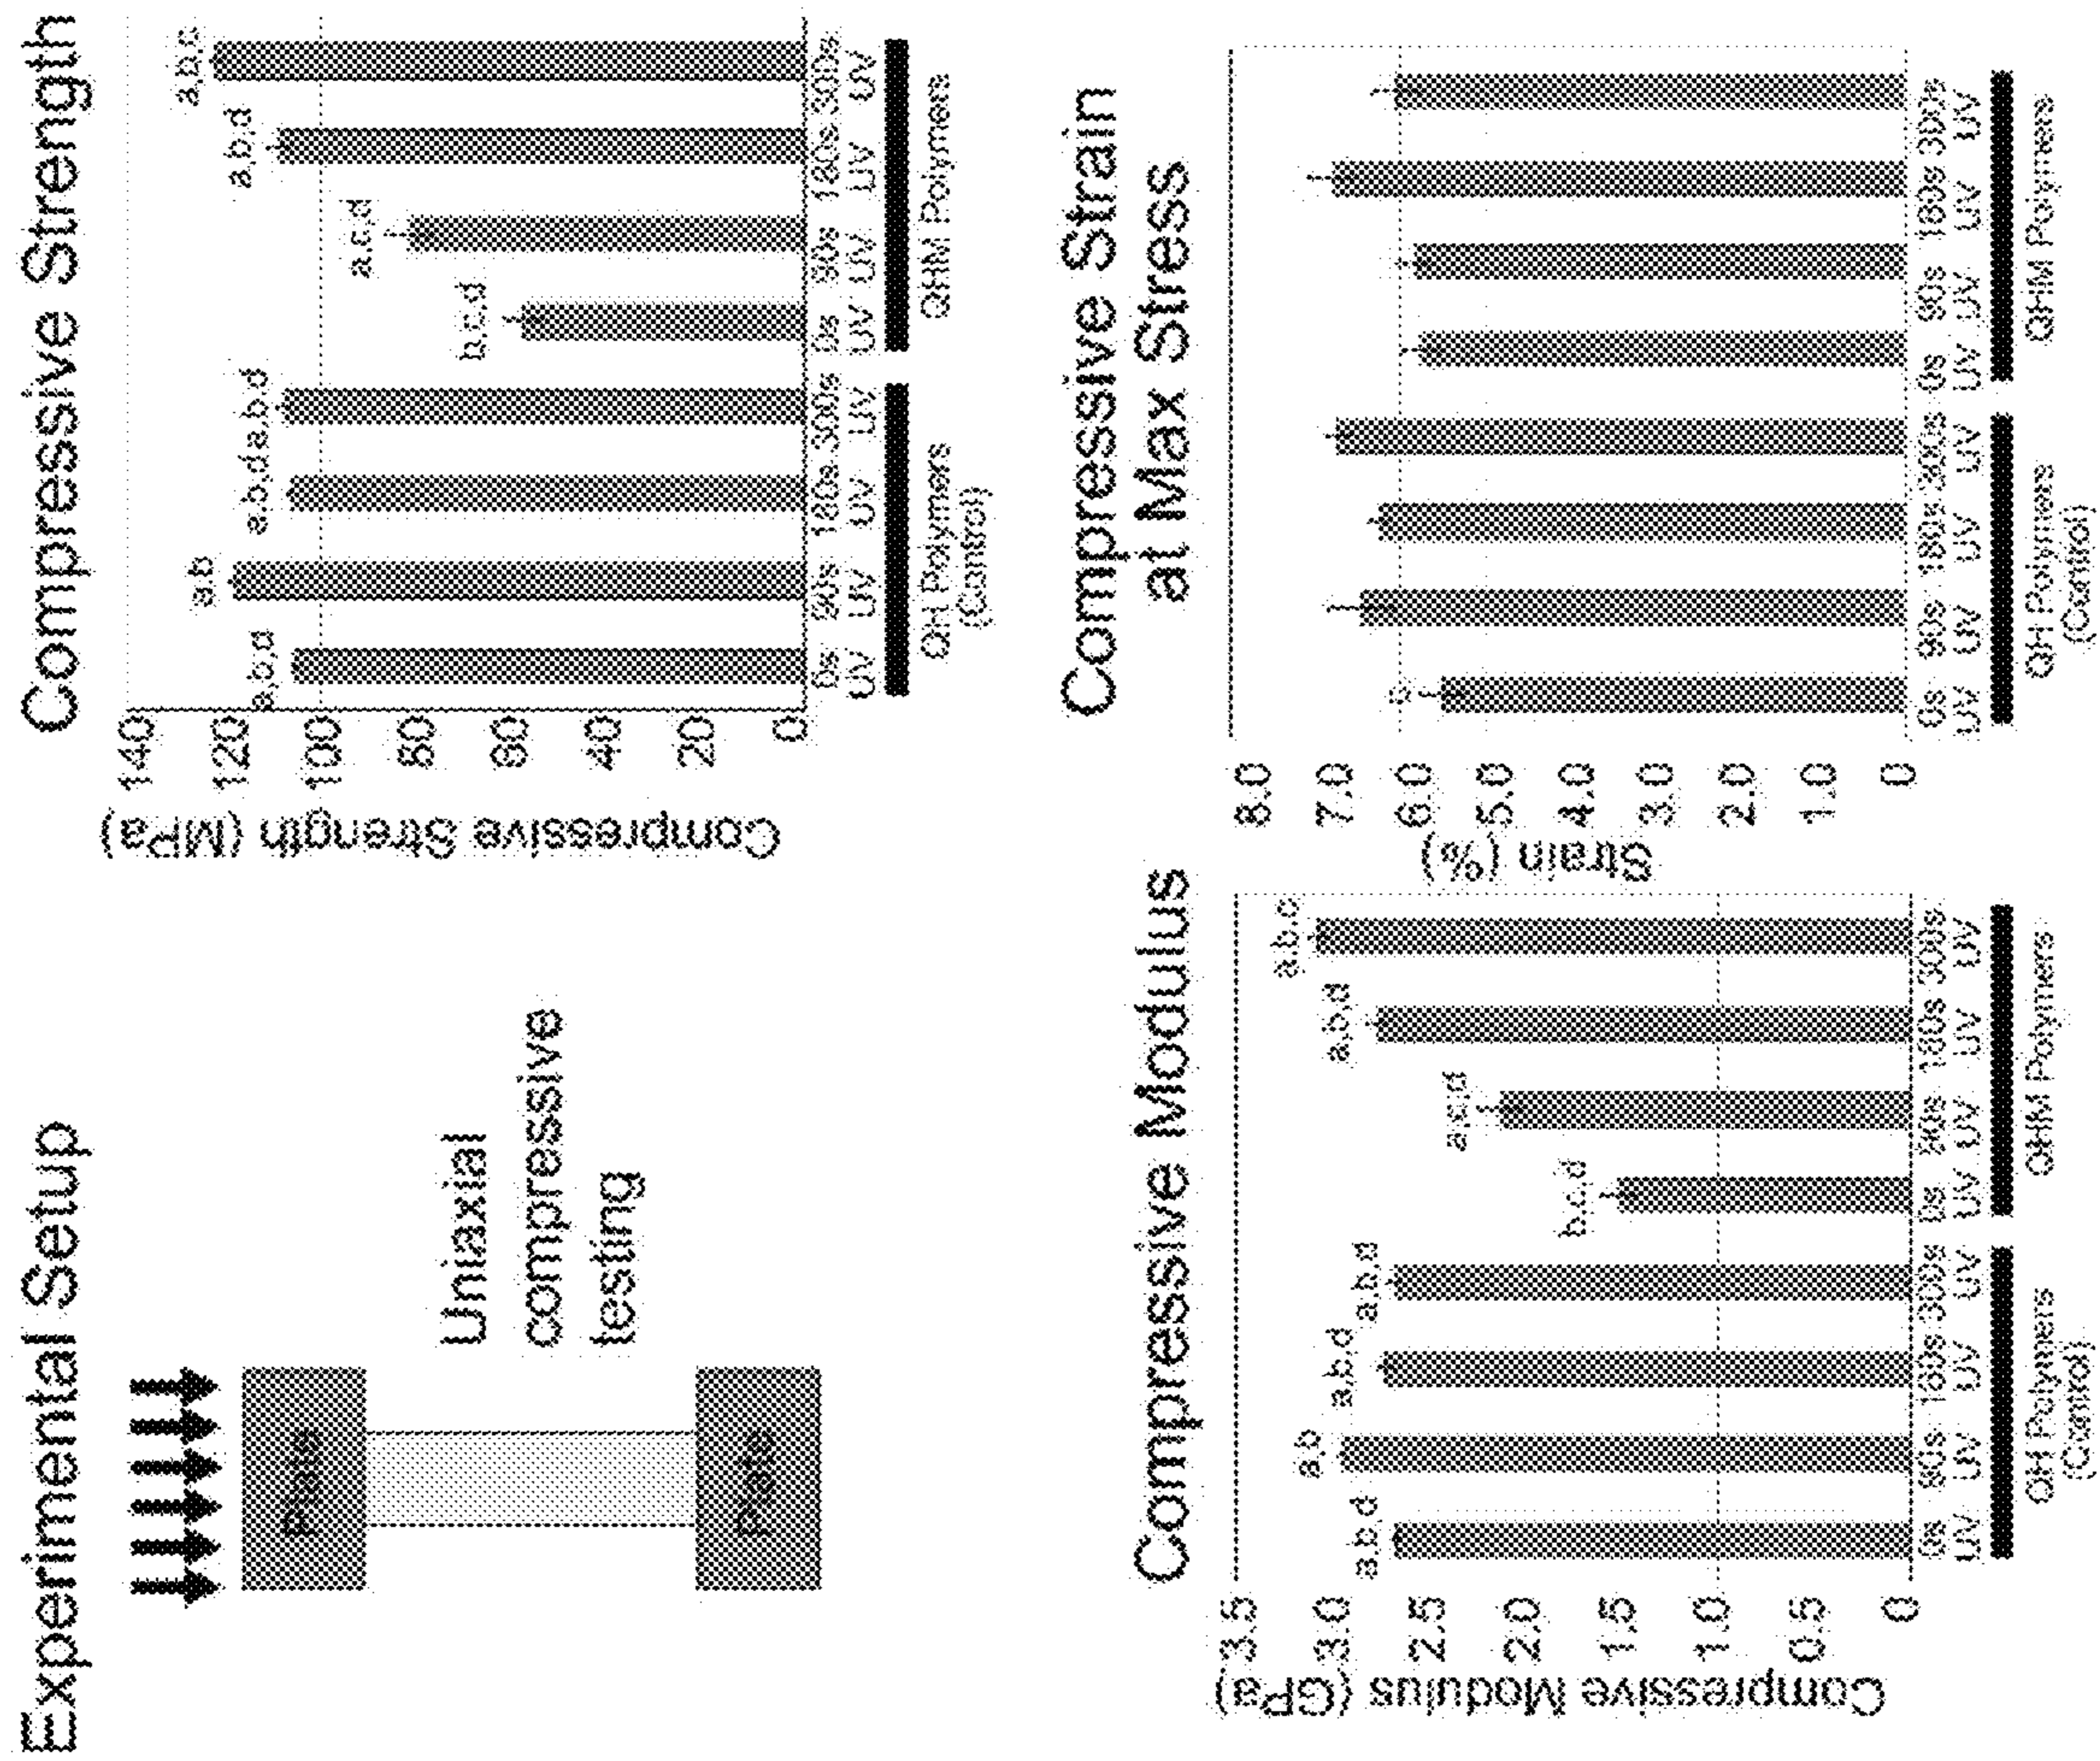 Experimental Setup
Plate
Uniaxial
compressive
testing
Plate
Compressive Strength
Compressive Strength (MPa)
140
120
100
80
60
40
20
0
a,b,d
a,b
a,b,d
a,b,d
b,c,d
a,c,d
a,b,d
a,b,c
0s 90s 180s 300s 0s 90s 180s 300s
UV UV UV UV UV UV UV UV
QH Polymers
(Control)
QHM Polymers
Compressive Modulus
Compressive Modulus (GPa)
3.5
3.0
2.5
2.0
1.5
1.0
0.5
0
a,b,d
a,b
a,b,d
a,b,d
b,c,d
a,c,d
a,b,d
a,b,c
0s 90s 180s 300s 0s 90s 180s 300s
UV UV UV UV UV UV UV UV
QH Polymers
(Control)
QHM Polymers
Compressive Strain
at Max Stress
Strain (%)
8.0
7.0
6.0
5.0
4.0
3.0
2.0
1.0
0
0s 90s 180s 300s 0s 90s 180s 300s
UV UV UV UV UV UV UV UV
QH Polymers
(Control)
QHM Polymers